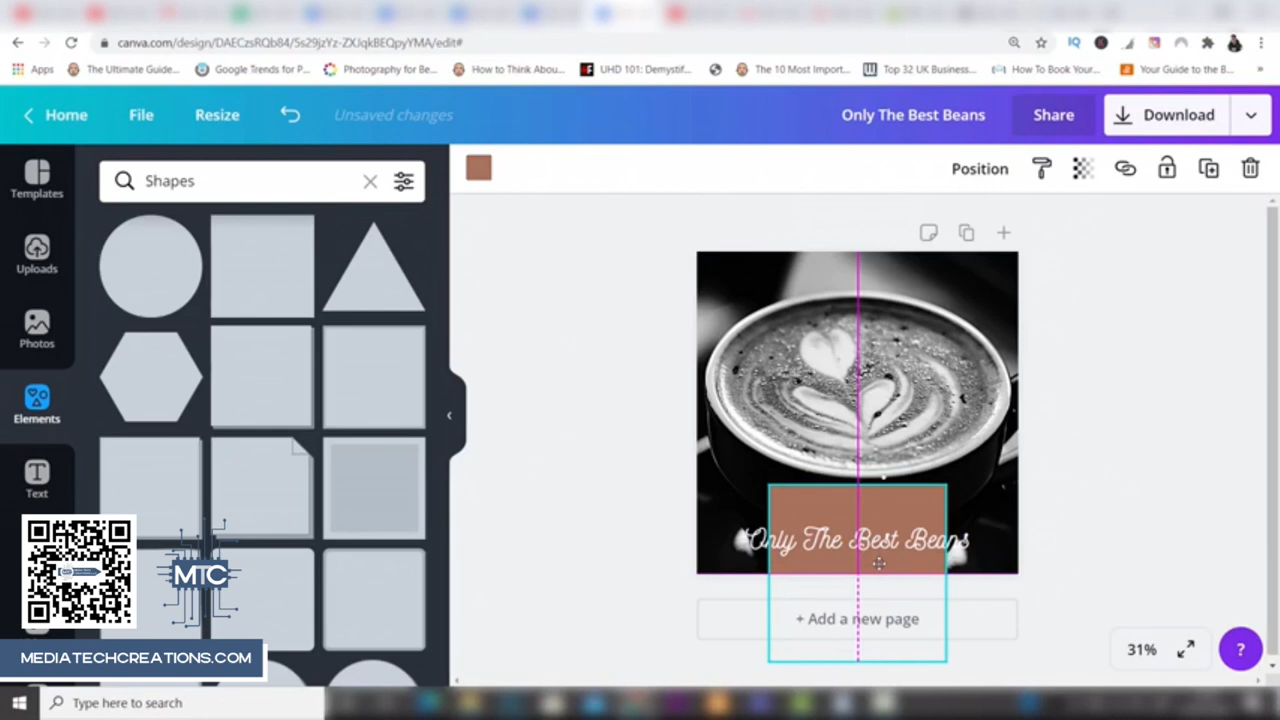 canva.com/design/DAECzsRQb84/5s29jzYz-ZXJqkBEQpyYMA/edit#
Apps
The Ultimate Guide...
Google Trends for P...
Photography for Be...
How to Think Abou...
UHD 101: Demystif...
The 10 Most Import...
Top 32 UK Business...
How To Book Your...
Your Guide to the B...
Home
File
Resize
Unsaved changes
Only The Best Beans
Share
Download
Templates
Shapes
Position
Uploads
Photos
Elements
Text
Only The Best Beans
+ Add a new page
MTC
31%
?
MEDIATECHCREATIONS.COM
Type here to search